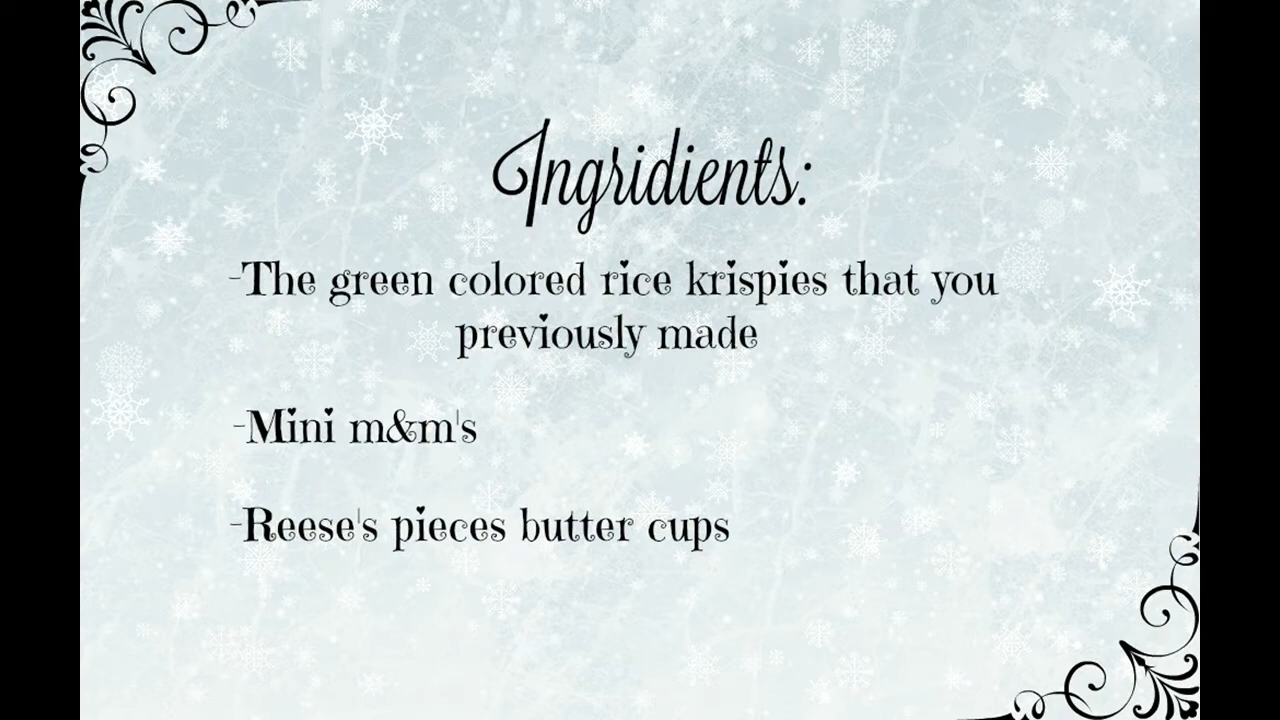 Ingridients:
-The green colored rice krispies that you
previously made
-Mini m&m's
-Reese's pieces butter cups